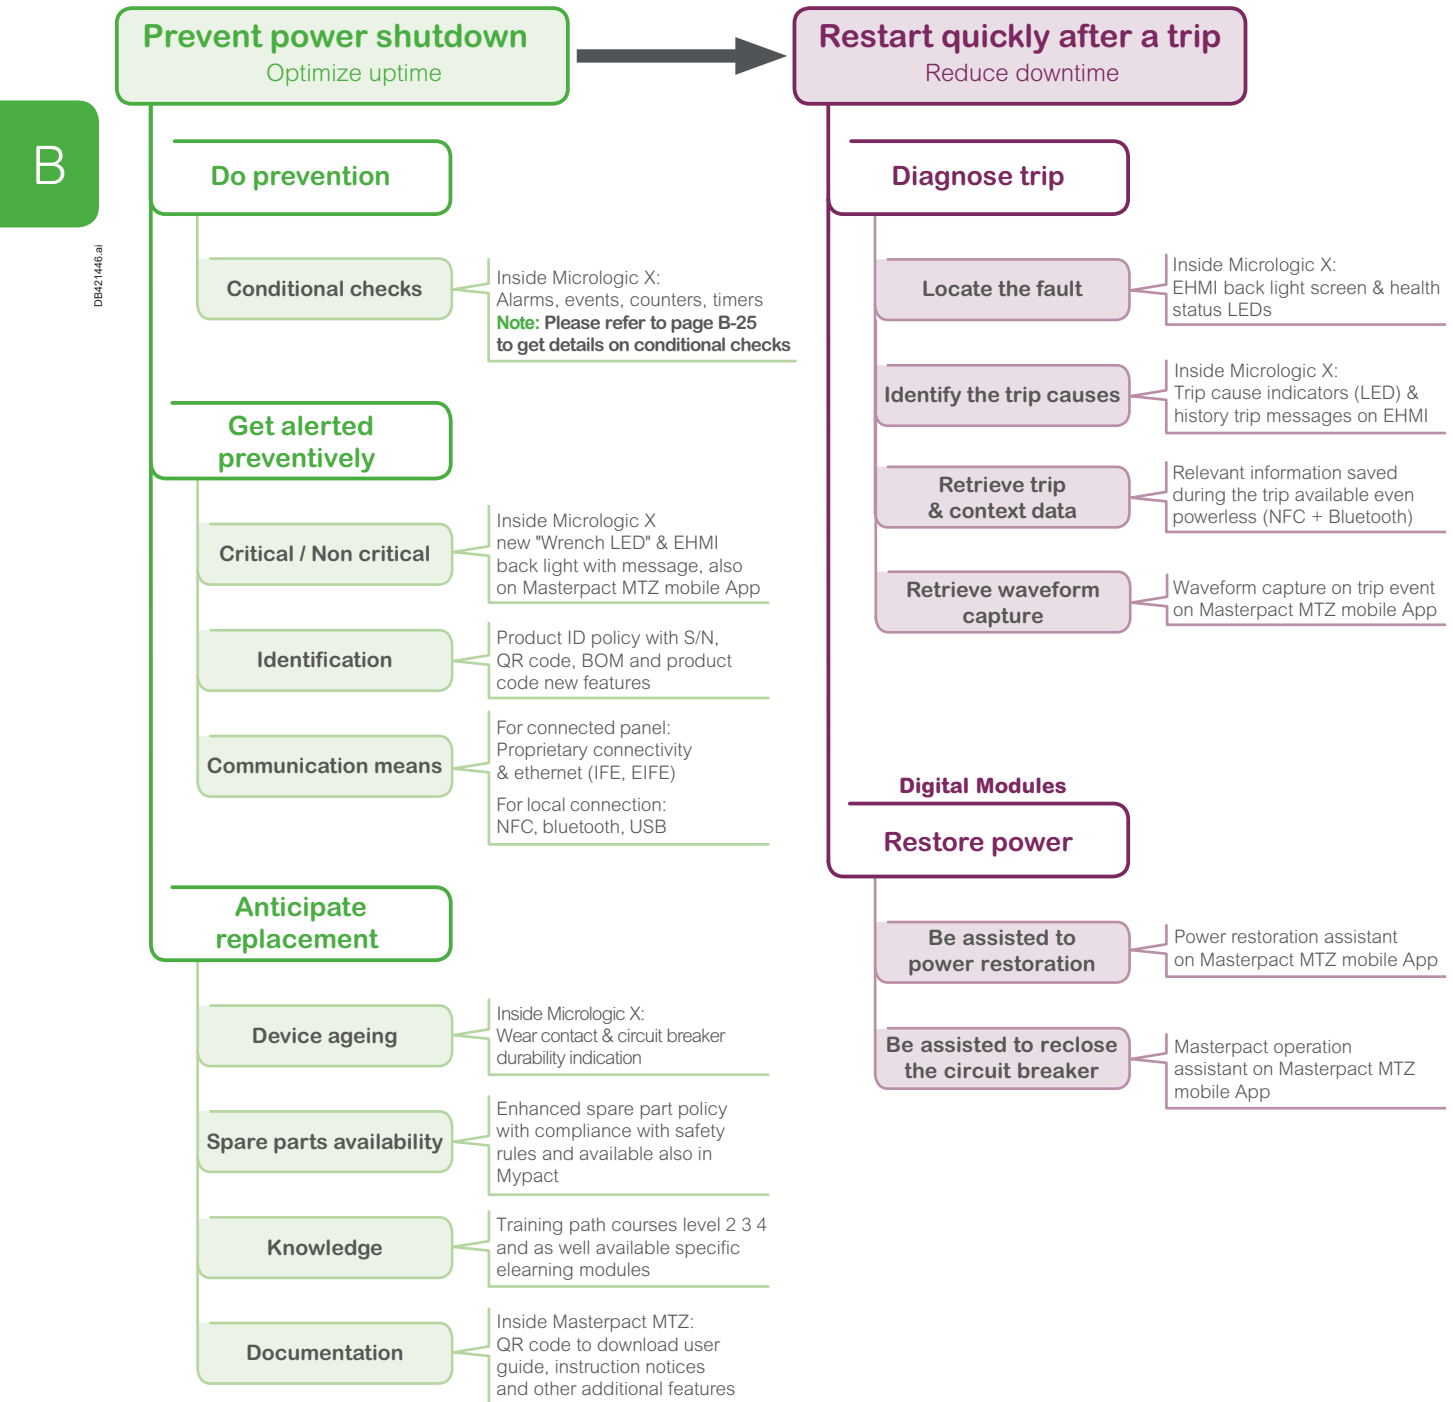 Prevent power shutdown
Optimize uptime
Restart quickly after a trip
Reduce downtime
B
DB421446.ai
Do prevention
Conditional checks
Inside Micrologic X:
Alarms, events, counters, timers
Note: Please refer to page B-25
to get details on conditional checks
Get alerted
preventively
Critical / Non critical
Inside Micrologic X
new "Wrench LED" & EHMI
back light with message, also
on Masterpact MTZ mobile App
Identification
Product ID policy with S/N,
QR code, BOM and product
code new features
Communication means
For connected panel:
Proprietary connectivity
& ethernet (IFE, EIFE)
For local connection:
NFC, bluetooth, USB
Anticipate
replacement
Device ageing
Inside Micrologic X:
Wear contact & circuit breaker
durability indication
Spare parts availability
Enhanced spare part policy
with compliance with safety
rules and available also in
Mypact
Knowledge
Training path courses level 2 3 4
and as well available specific
elearning modules
Documentation
Inside Masterpact MTZ:
QR code to download user
guide, instruction notices
and other additional features
Diagnose trip
Locate the fault
Inside Micrologic X:
EHMI back light screen & health
status LEDs
Identify the trip causes
Inside Micrologic X:
Trip cause indicators (LED) &
history trip messages on EHMI
Retrieve trip
& context data
Relevant information saved
during the trip available even
powerless (NFC + Bluetooth)
Retrieve waveform
capture
Waveform capture on trip event
on Masterpact MTZ mobile App
Digital Modules
Restore power
Be assisted to
power restoration
Power restoration assistant
on Masterpact MTZ mobile App
Be assisted to reclose
the circuit breaker
Masterpact operation
assistant on Masterpact MTZ
mobile App